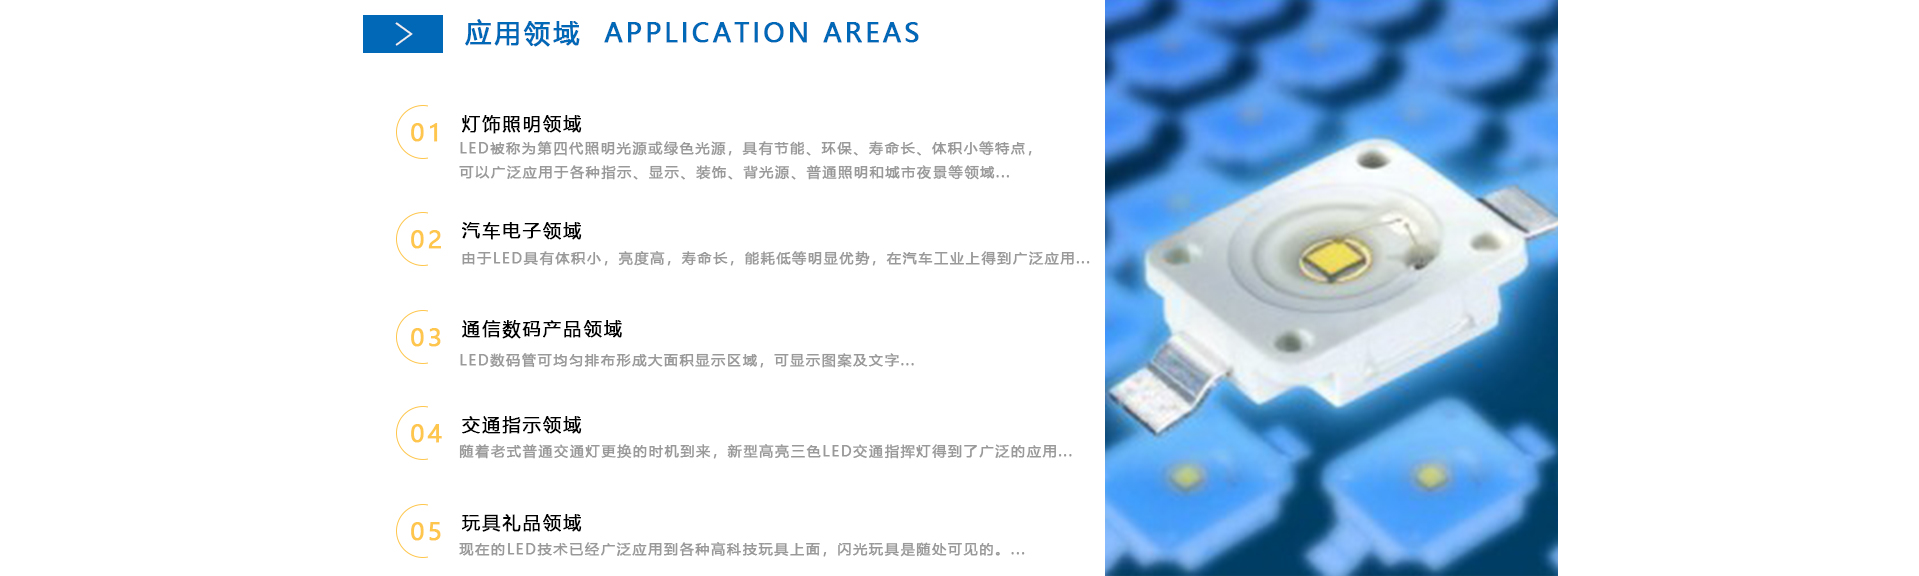 应用领域 APPLICATION AREAS
01 灯饰照明领域
LED被称为第四代照明光源或绿色光源，具有节能、环保、寿命长、体积小等特点，
可以广泛应用于各种指示、显示、装饰、背光源、普通照明和城市夜景等领域...
02 汽车电子领域
由于LED具有体积小，亮度高，寿命长，能耗低等明显优势，在汽车工业上得到广泛应用...
03 通信数码产品领域
LED数码管可均匀排布形成大面积显示区域，可显示图案及文字...
04 交通指示领域
随着老式普通交通灯更换的时机到来，新型高亮三色LED交通指挥灯得到了广泛的应用...
05 玩具礼品领域
现在的LED技术已经广泛应用到各种高科技玩具上面，闪光玩具是随处可见的。...